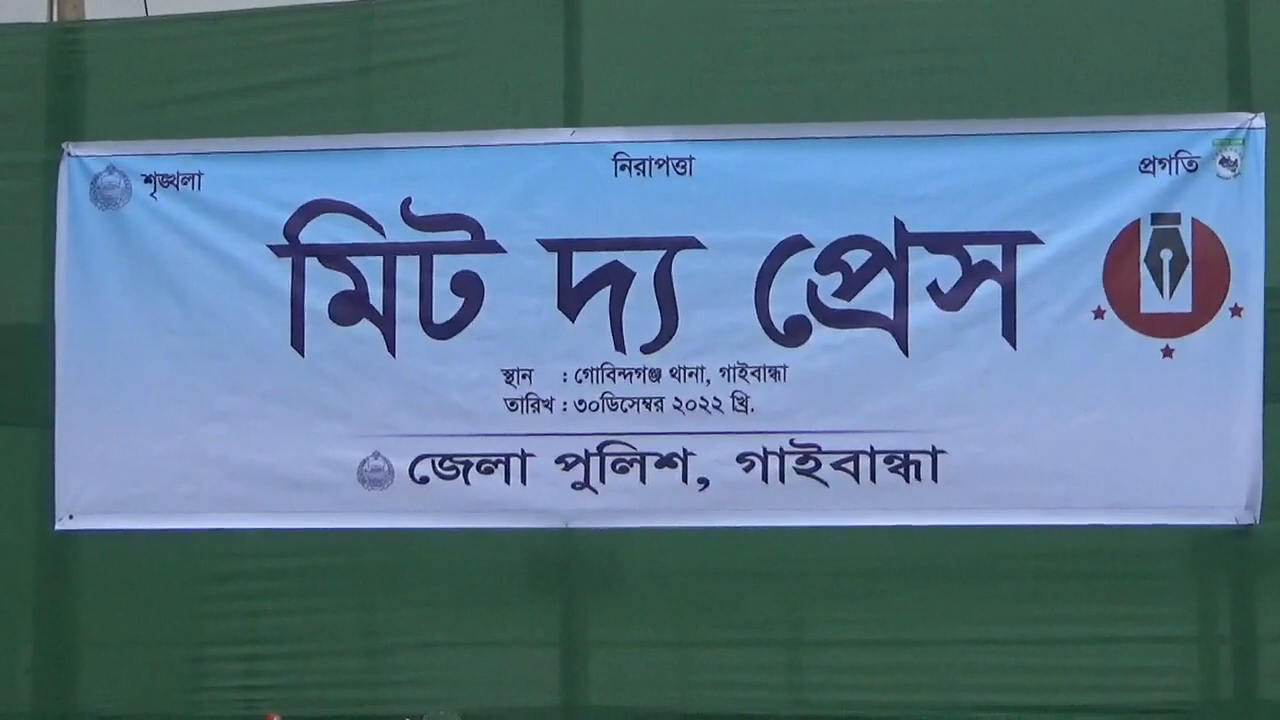 শৃঙ্খলা নিরাপত্তা প্রগতি
মিট দ্য প্রেস
স্থান : গোবিন্দগঞ্জ থানা, গাইবান্ধা
তারিখ : ৩০ডিসেম্বর ২০২২ খ্রি.
জেলা পুলিশ, গাইবান্ধা